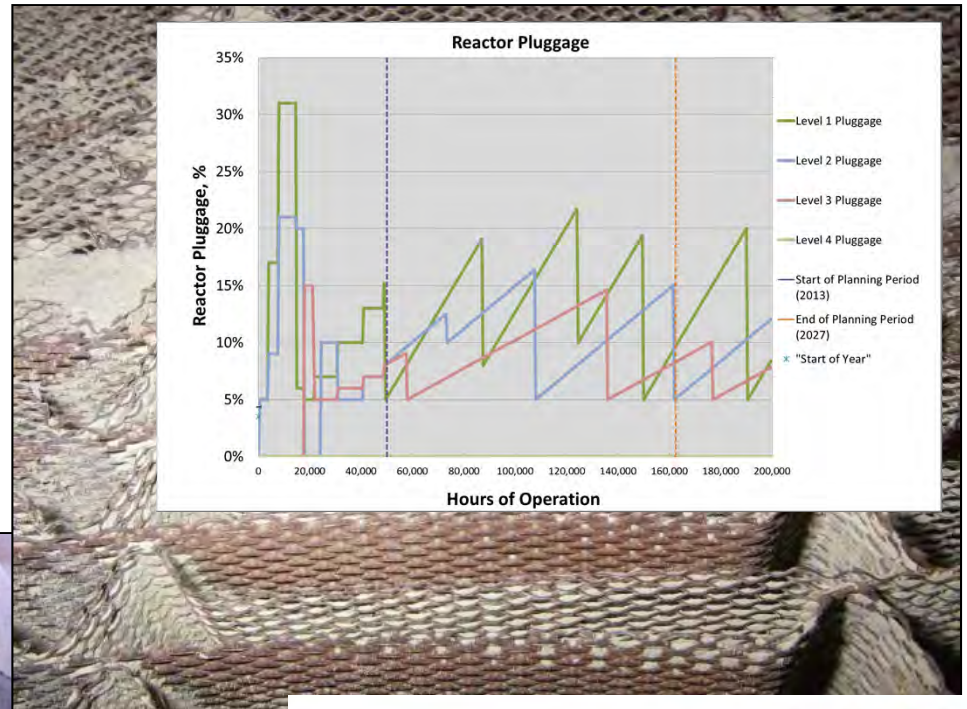 Reactor Pluggage
35%
30%
25%
20%
15%
10%
5%
0%
Reactor Pluggage, %
0 20,000 40,000 60,000 80,000 100,000 120,000 140,000 160,000 180,000 200,000
Hours of Operation
Level 1 Pluggage
Level 2 Pluggage
Level 3 Pluggage
Level 4 Pluggage
Start of Planning Period
(2013)
End of Planning Period
(2027)
"Start of Year"